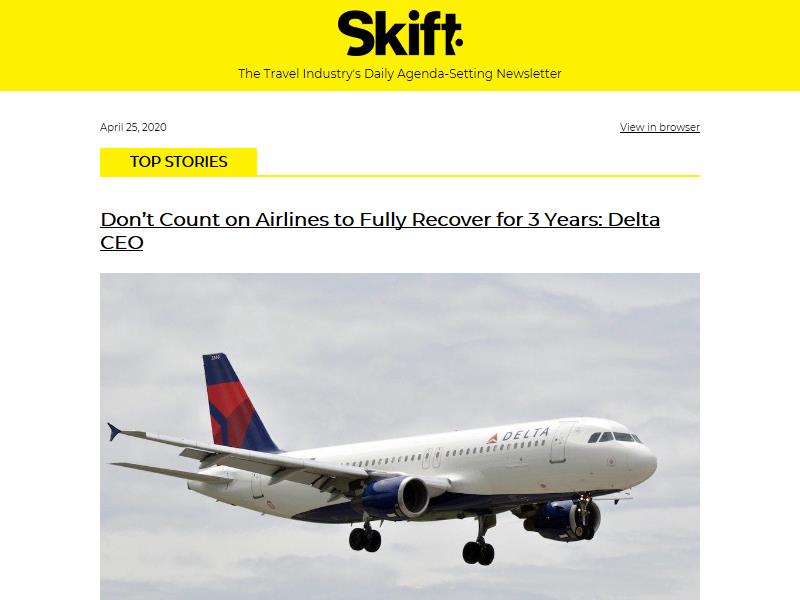 Skift
The Travel Industry's Daily Agenda-Setting Newsletter
April 25, 2020
View in browser
TOP STORIES
Don’t Count on Airlines to Fully Recover for 3 Years: Delta
CEO
DELTA